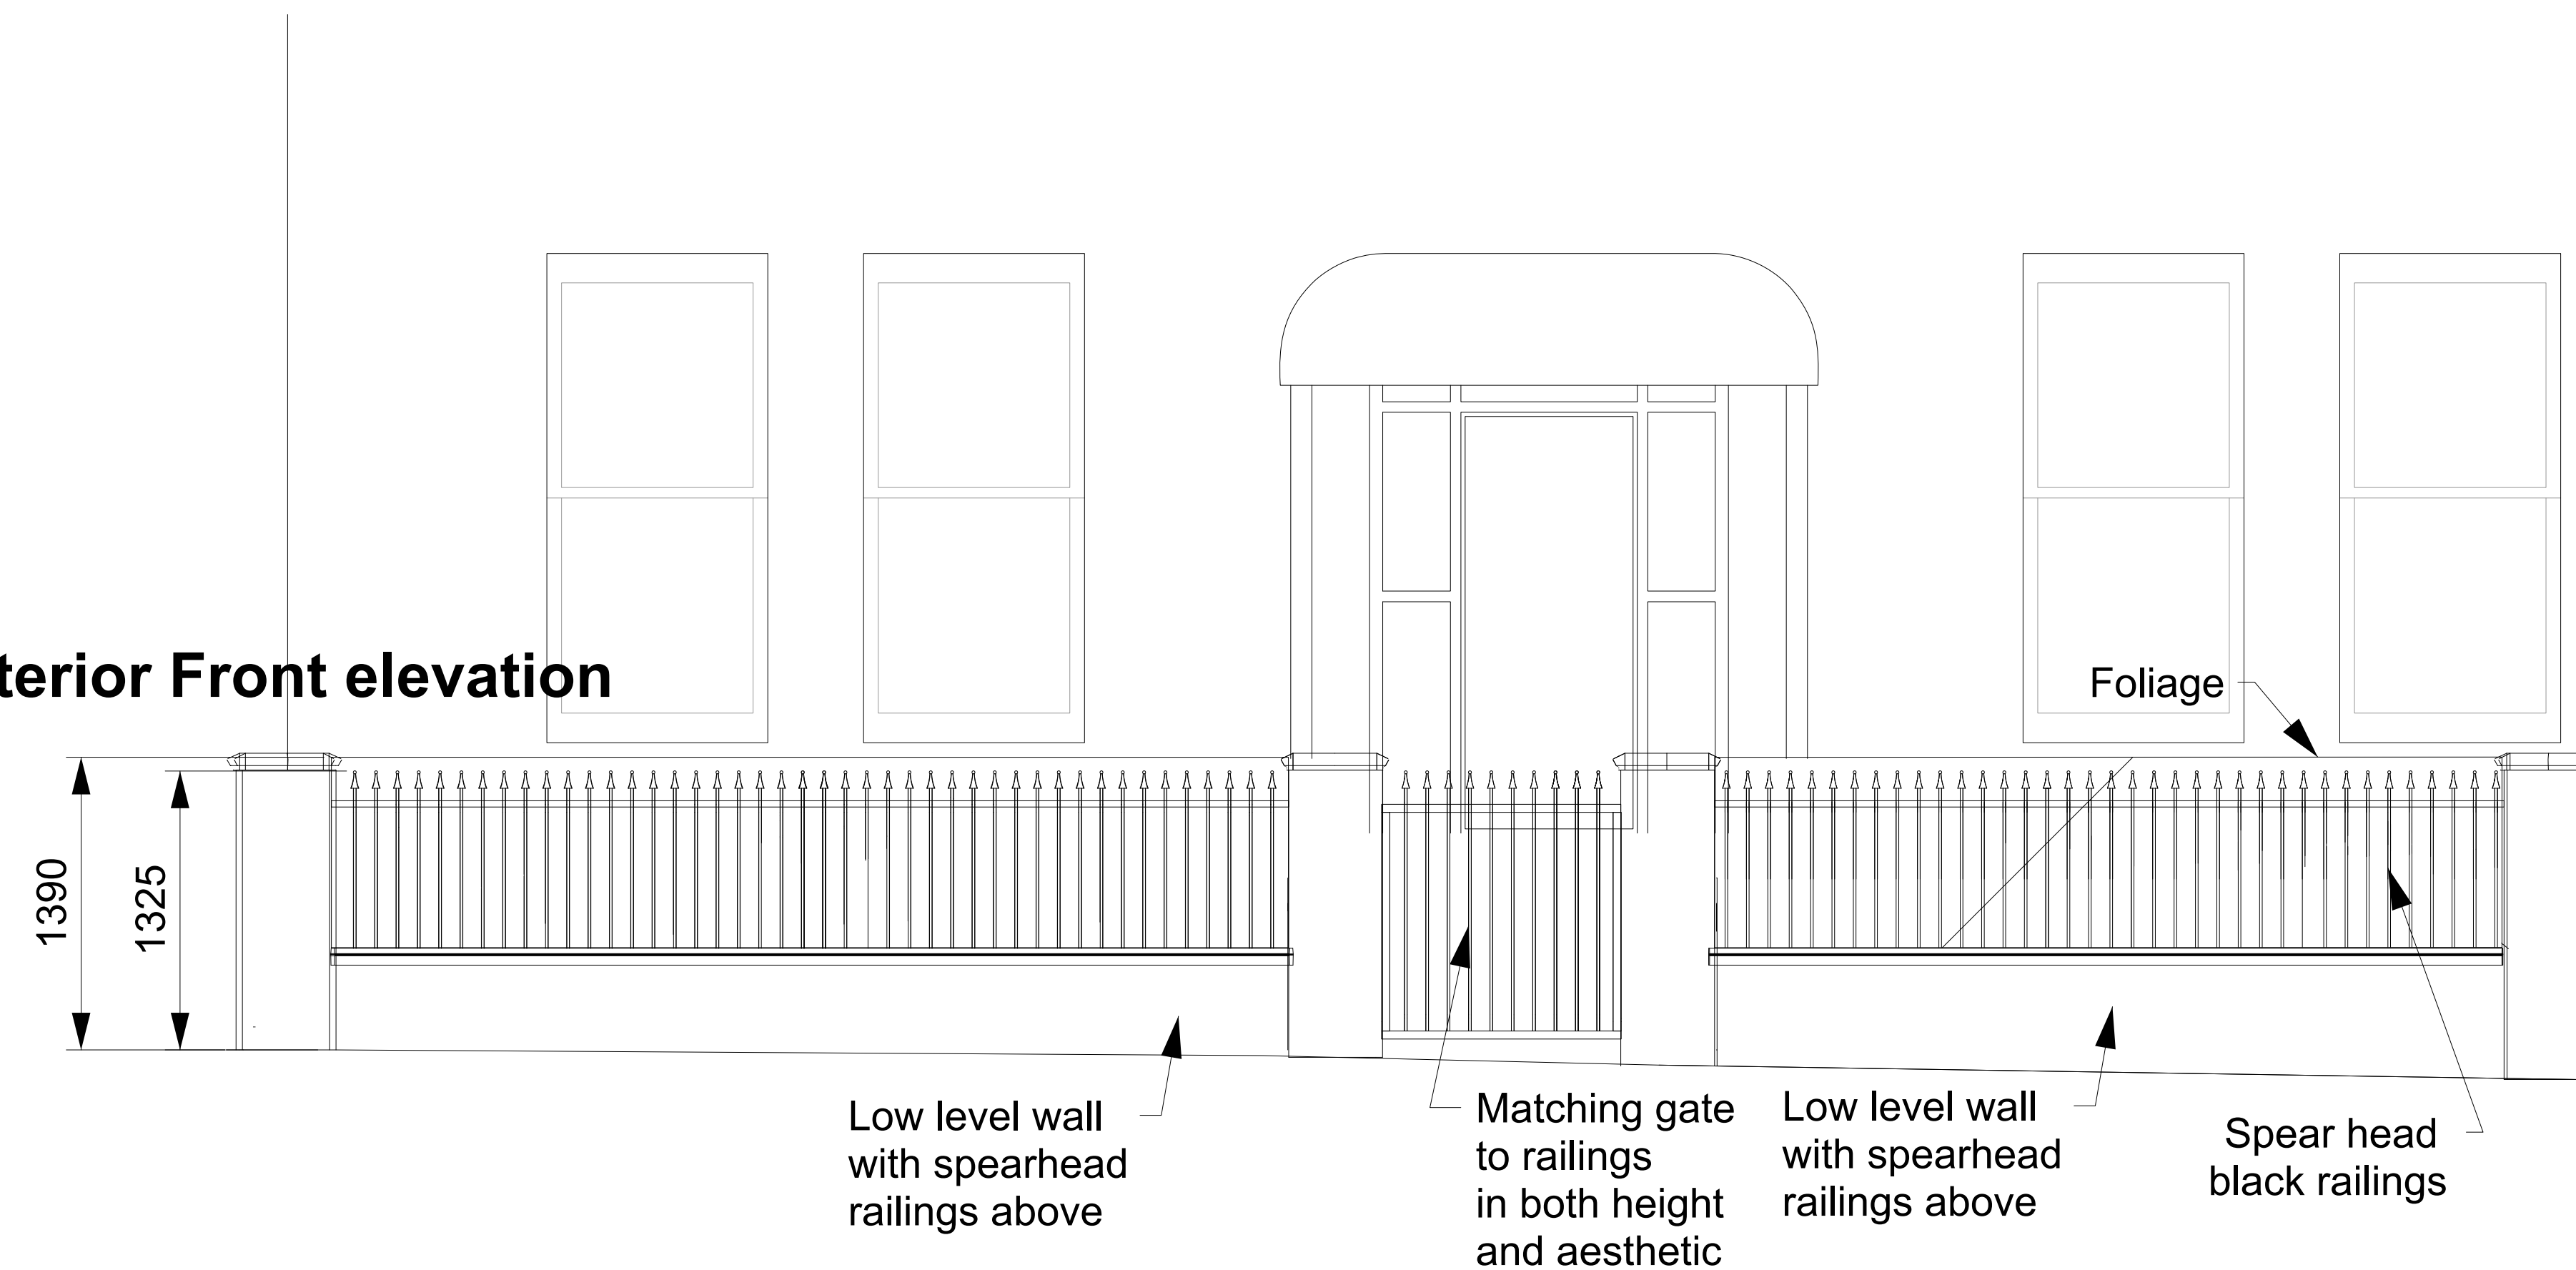 terior Front elevation
Foliage
1390
1325
Low level wall
with spearhead
railings above
Matching gate
to railings
in both height
and aesthetic
Low level wall
with spearhead
railings above
Spear head
black railings